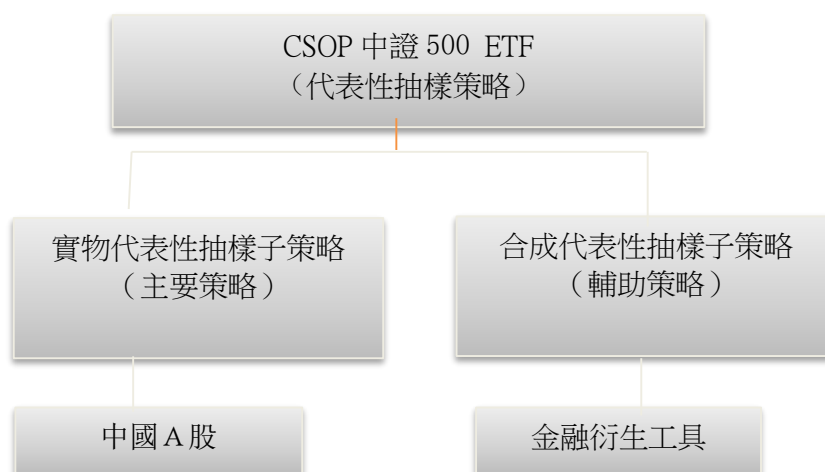 CSOP 中證 500 ETF
（代表性抽樣策略）
實物代表性抽樣子策略
（主要策略）
合成代表性抽樣子策略
（輔助策略）
中國 A 股
金融衍生工具